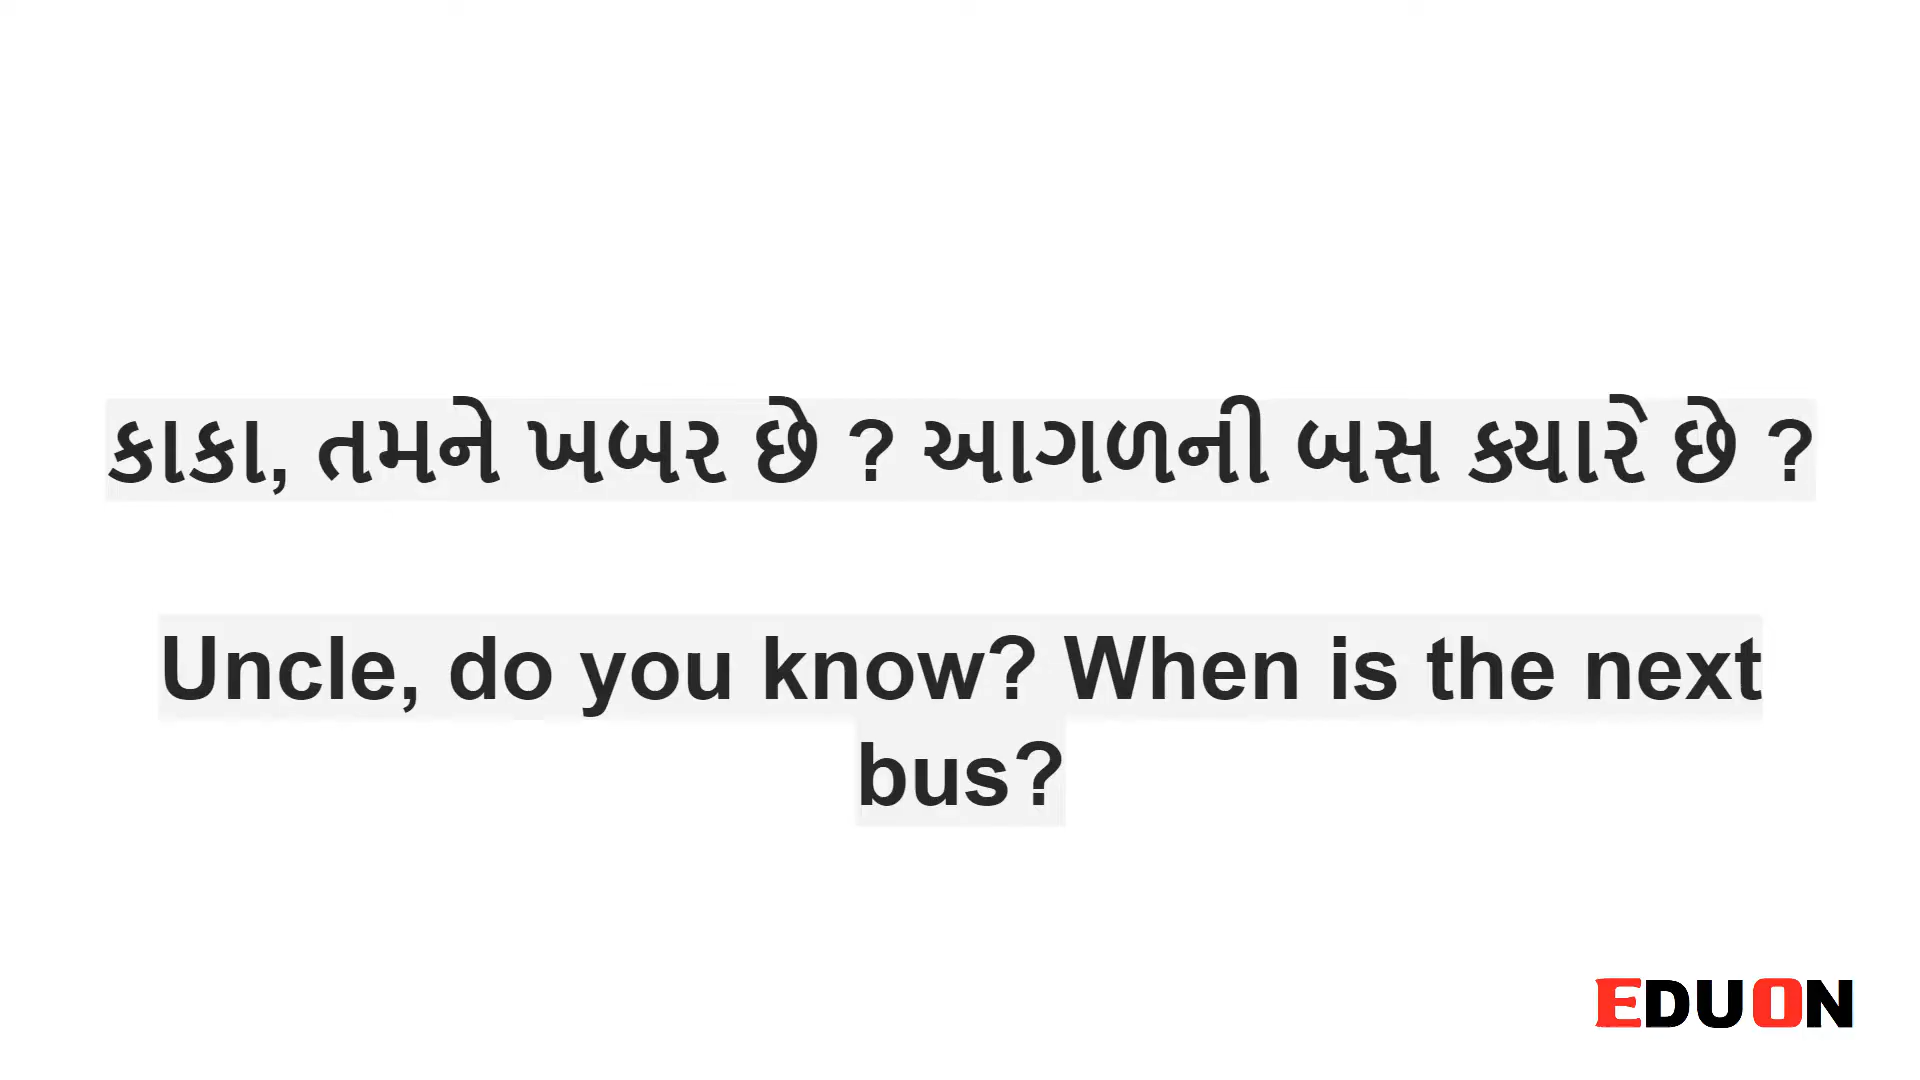 કાકા, તમને ખબર છે ? આગળની બસ ક્યારે છે ?
Uncle, do you know? When is the next
bus?
EDUON